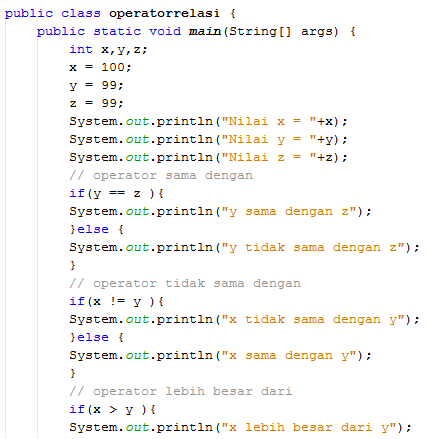 public class operatorrelasi {
public static void main(String[] args) {
int x,y,z;
x = 100;
y = 99;
z = 99;
System.out.println("Nilai x = "+x);
System.out.println("Nilai y = "+y);
System.out.println("Nilai z = "+z);
// operator sama dengan
if(y == z ){
System.out.println("y sama dengan z");
}else {
System.out.println("y tidak sama dengan z");
}
// operator tidak sama dengan
if(x != y ){
System.out.println("x tidak sama dengan y");
}else {
System.out.println("x sama dengan y");
}
// operator lebih besar dari
if(x > y ){
System.out.println("x lebih besar dari y");